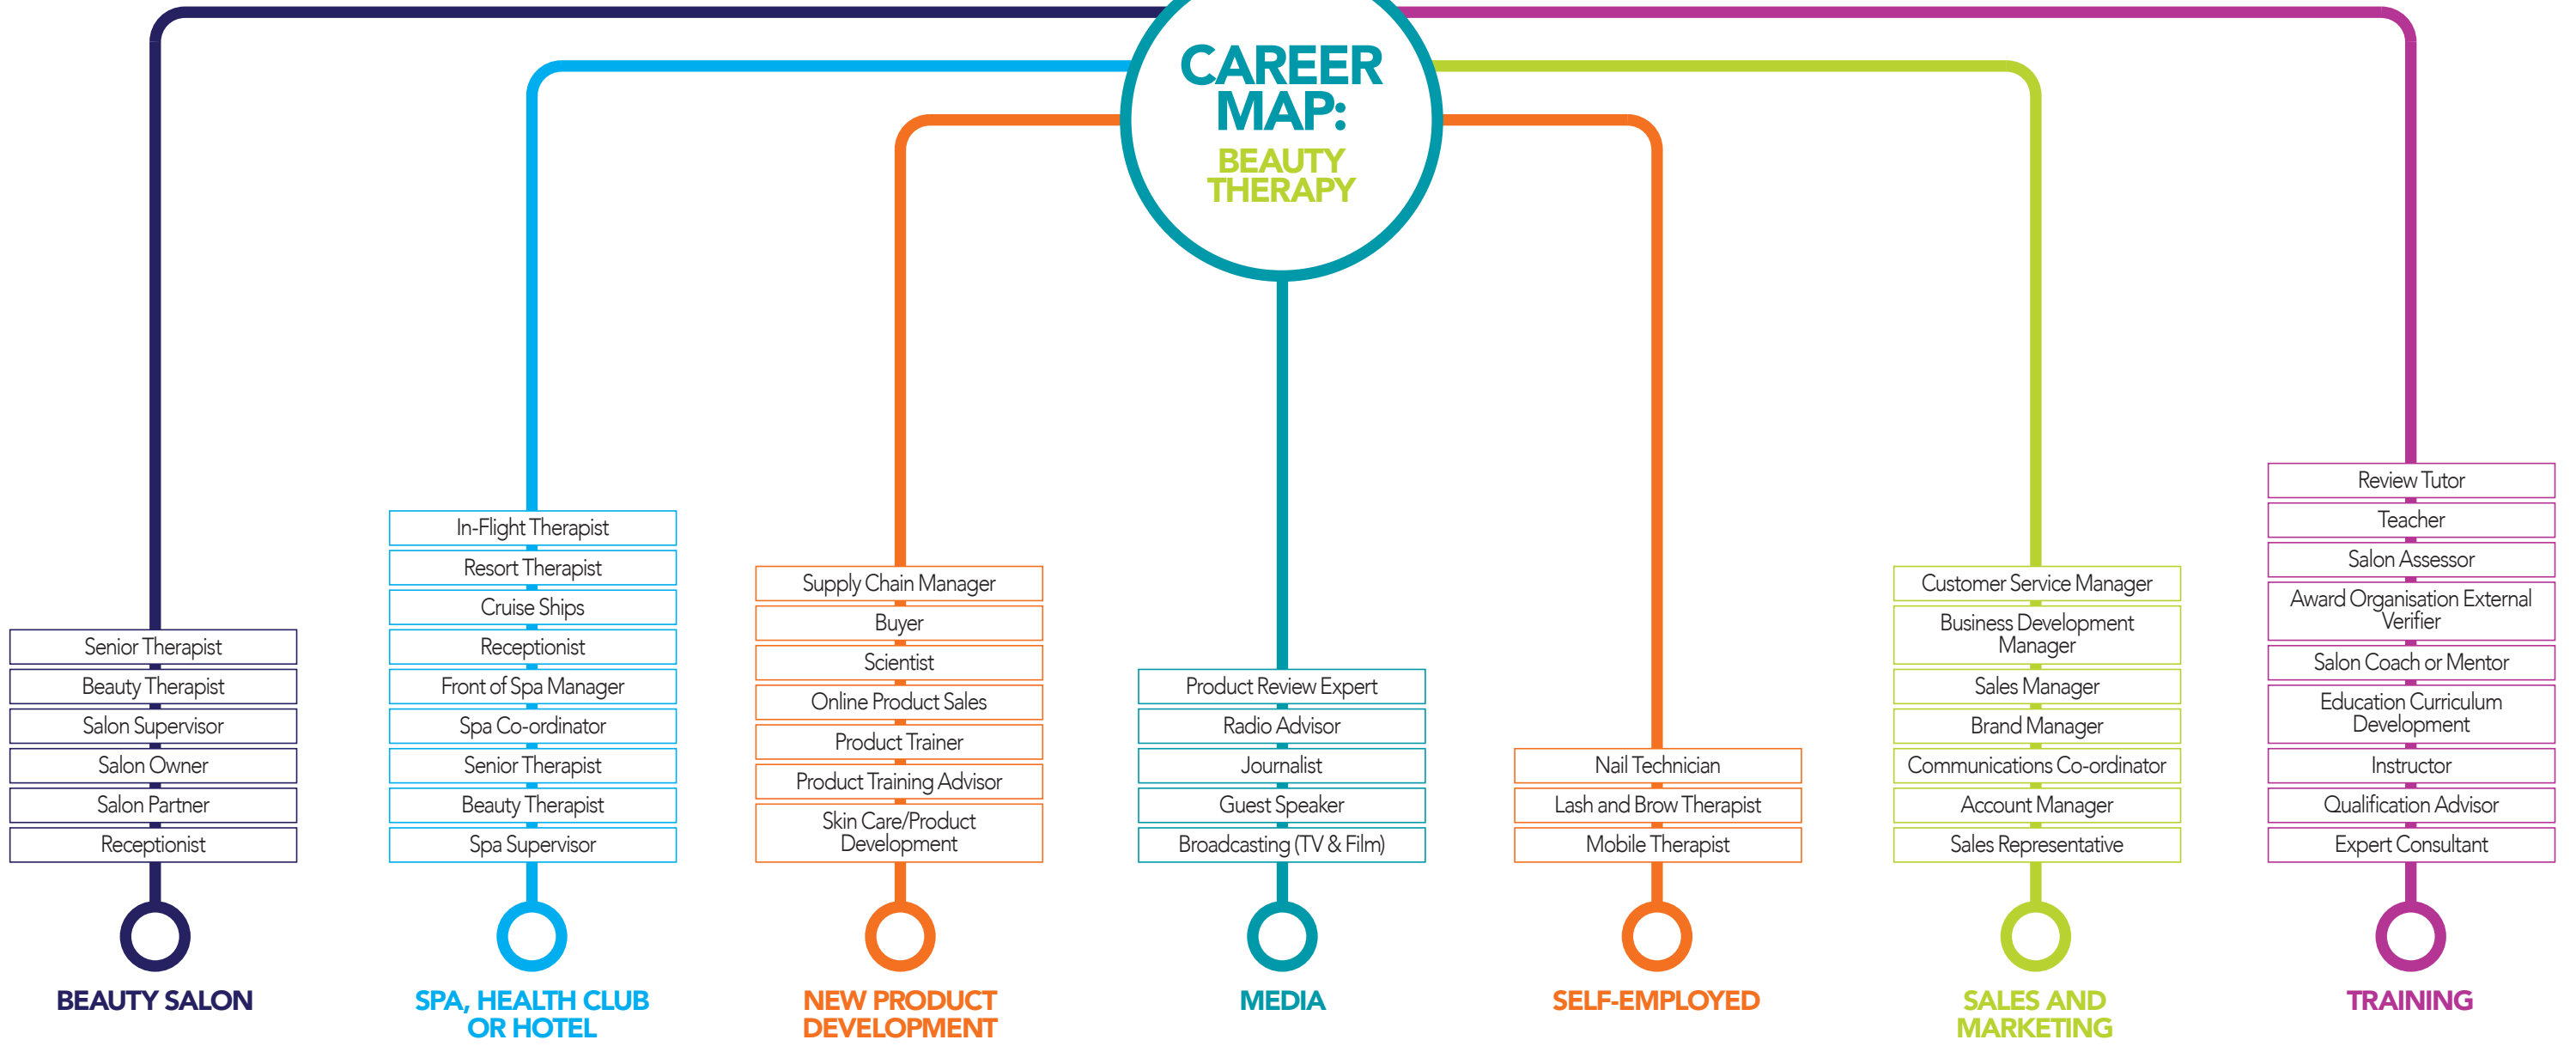 CAREER
MAP:
BEAUTY
THERAPY
Senior Therapist
Beauty Therapist
Salon Supervisor
Salon Owner
Salon Partner
Receptionist
BEAUTY SALON
In-Flight Therapist
Resort Therapist
Cruise Ships
Receptionist
Front of Spa Manager
Spa Co-ordinator
Senior Therapist
Beauty Therapist
Spa Supervisor
SPA, HEALTH CLUB
OR HOTEL
Supply Chain Manager
Buyer
Scientist
Online Product Sales
Product Trainer
Product Training Advisor
Skin Care/Product
Development
NEW PRODUCT
DEVELOPMENT
Product Review Expert
Radio Advisor
Journalist
Guest Speaker
Broadcasting (TV & Film)
MEDIA
Nail Technician
Lash and Brow Therapist
Mobile Therapist
SELF-EMPLOYED
Customer Service Manager
Business Development
Manager
Sales Manager
Brand Manager
Communications Co-ordinator
Account Manager
Sales Representative
SALES AND
MARKETING
Review Tutor
Teacher
Salon Assessor
Award Organisation External
Verifier
Salon Coach or Mentor
Education Curriculum
Development
Instructor
Qualification Advisor
Expert Consultant
TRAINING